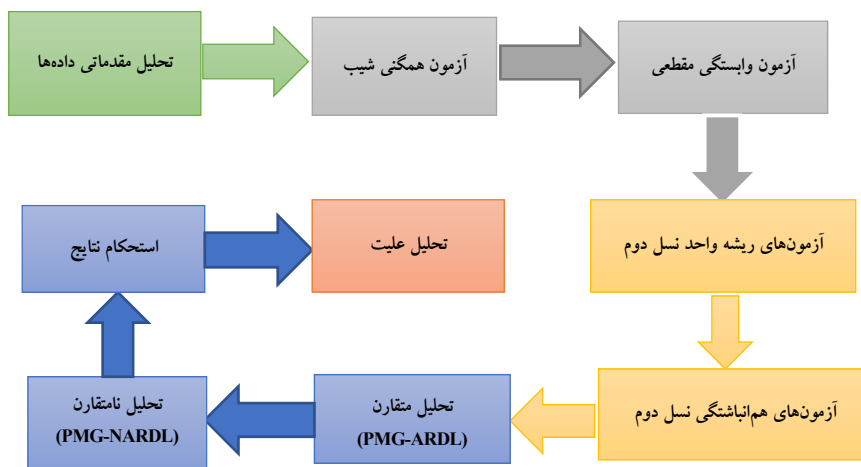 تحلیل مقدماتی داده‌ها
آزمون همگنی شیب
آزمون وابستگی مقطعی
آزمون‌های ریشه واحد نسل دوم
آزمون‌های هم‌انباشتگی نسل دوم
تحلیل متقارن
(PMG-ARDL)
تحلیل نامتقارن
(PMG-NARDL)
استحکام نتایج
تحلیل علیت